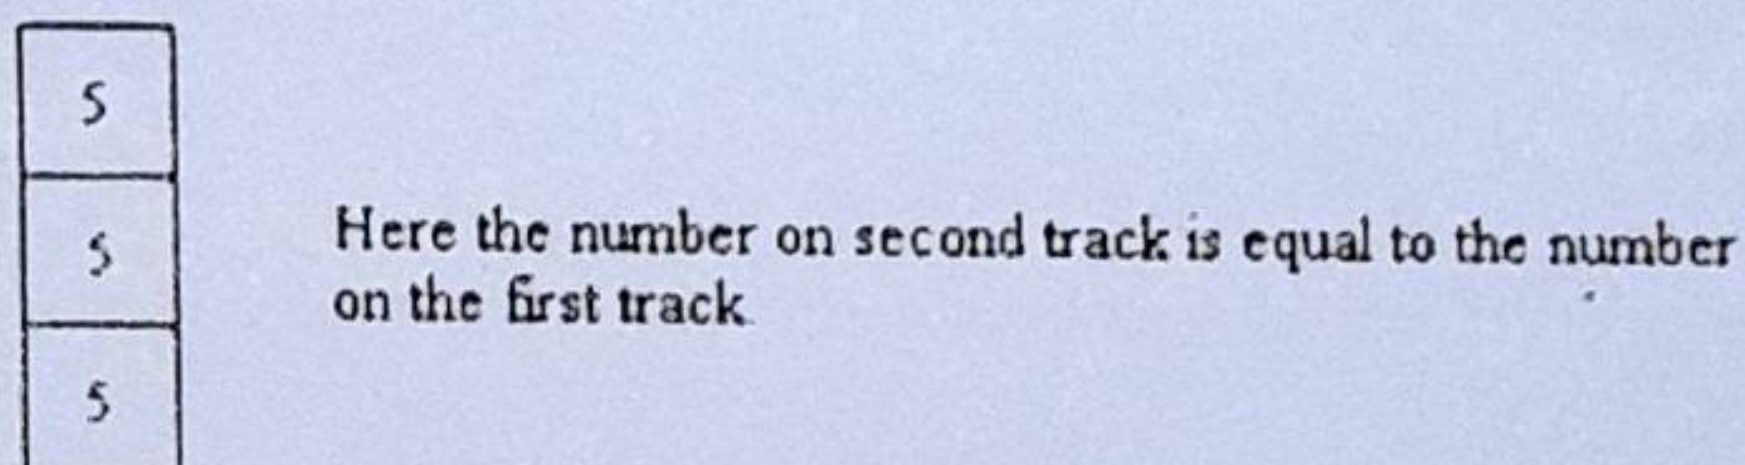 5
5
Here the number on second track is equal to the number
on the first track
5